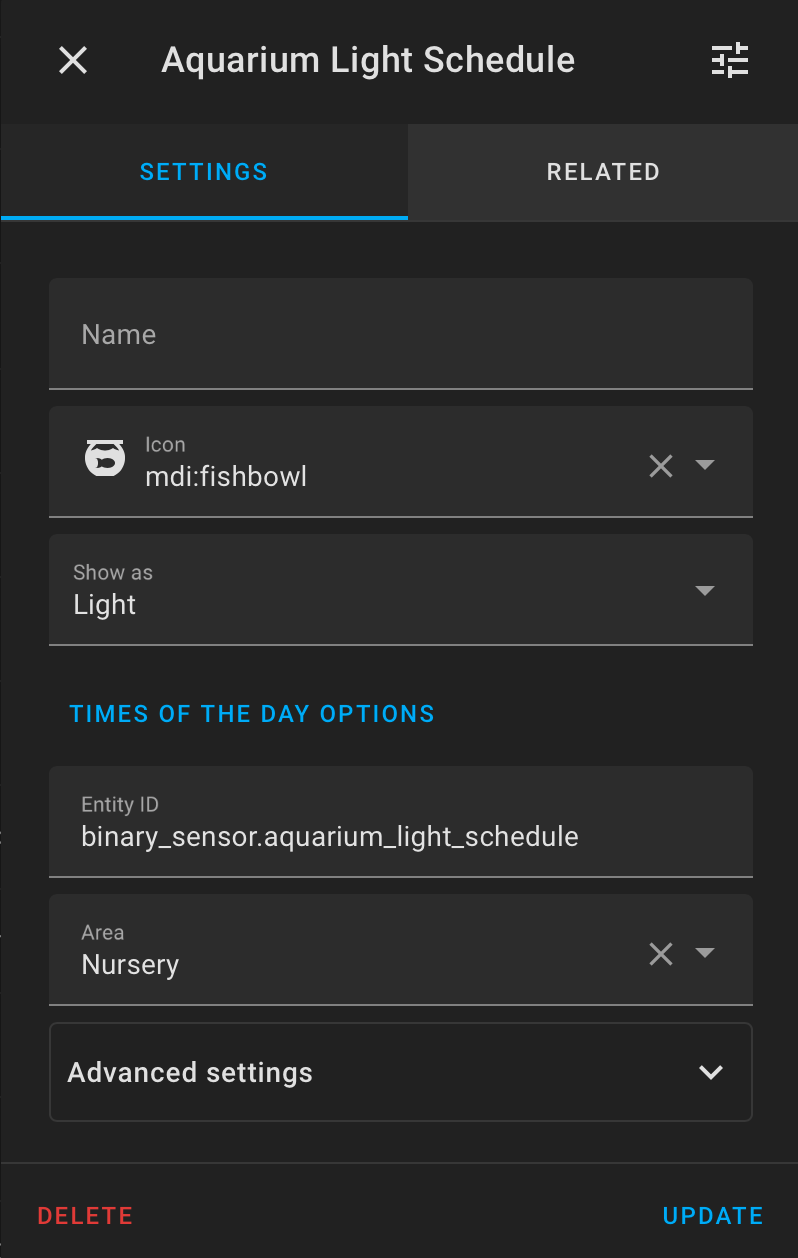 Aquarium Light Schedule
SETTINGS
RELATED
Name
Icon
mdi:fishbowl
Show as
Light
TIMES OF THE DAY OPTIONS
Entity ID
binary_sensor.aquarium_light_schedule
Area
Nursery
Advanced settings
DELETE
UPDATE